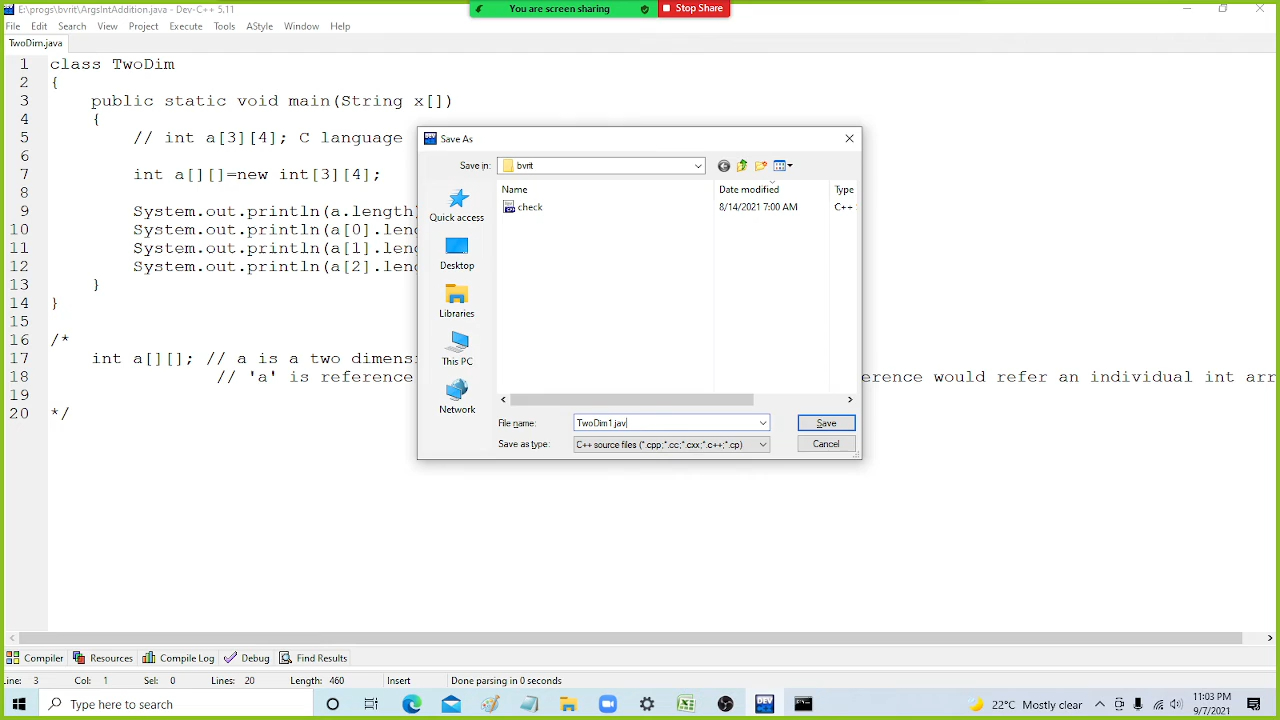 E:\progs\bvrit\ArgsIntAddition.java - Dev-C++ 5.11
You are screen sharing
Stop Share
File Edit Search View Project Execute Tools AStyle Window Help
TwoDim.java
1 class TwoDim
2 {
3 public static void main(String x[])
4 {
5 // int a[3][4]; C language
6
7 int a[][]=new int[3][4];
8
9 System.out.println(a.length)
10 System.out.println(a[0].leng
11 System.out.println(a[1].leng
12 System.out.println(a[2].leng
13 }
14 }
15
16 /*
17 int a[][]; // a is a two dimensi
18 // 'a' is reference erence would refer an individual int arr
19
20 */
Save As
Save in: bvrit
Name Date modified Type
check 8/14/2021 7:00 AM C++
Quick access
Desktop
Libraries
This PC
Network
File name: TwoDim1.jav Save
Save as type: C++ source files (*.cpp;*.cc;*.cxx;*.c++;*.cp) Cancel
Compiler Resources Compile Log Debug Find Results
Line: 3 Col: 1 Sel: 0 Lines: 20 Length: 460 Insert Done parsing in 0 seconds
Type here to search
DEV
22°C Mostly clear
11:03 PM
9/7/2021